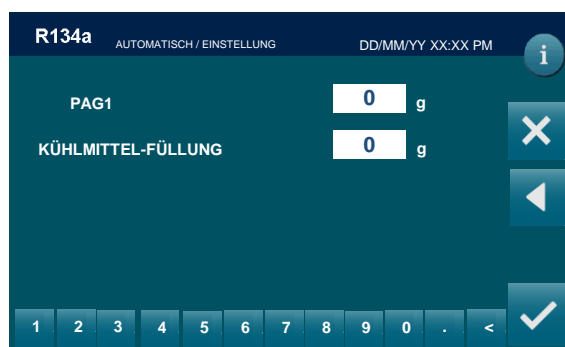 R134a AUTOMATISCH / EINSTELLUNG DD/MM/YY XX:XX PM
i
PAG1 0 g
KÜHLMITTEL-FÜLLUNG 0 g
1 2 3 4 5 6 7 8 9 0 . <